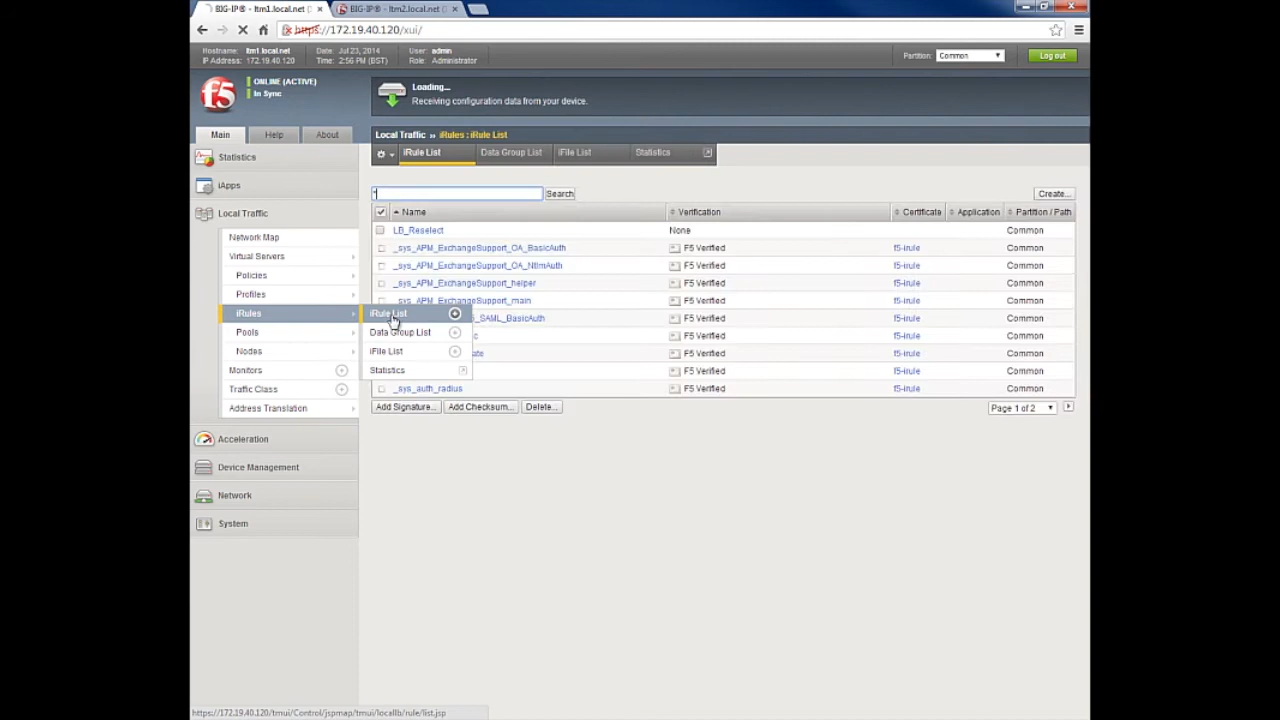 BIG-IP® - ltm1.local.net (
BIG-IP® - ltm2.local.net (
https://172.19.40.120/xui/
Hostname: ltm1.local.net Date: Jul 23, 2014 User: admin
IP Address: 172.19.40.120 Time: 2:56 PM (BST) Role: Administrator
Partition: Common
Log out
f5
ONLINE (ACTIVE)
In Sync
Loading...
Receiving configuration data from your device.
Main Help About
Local Traffic » iRules : iRule List
iRule List Data Group List iFile List Statistics
Statistics
iApps
Local Traffic
Network Map
Virtual Servers
Policies
Profiles
iRules
Pools
Nodes
Monitors
Traffic Class
Address Translation
Acceleration
Device Management
Network
System
iRule List
Data Group List
iFile List
Statistics
* Search Create...
Name Verification Certificate Application Partition / Path
LB_Reselect None Common
_sys_APM_ExchangeSupport_OA_BasicAuth F5 Verified f5-irule Common
_sys_APM_ExchangeSupport_OA_NtlmAuth F5 Verified f5-irule Common
_sys_APM_ExchangeSupport_helper F5 Verified f5-irule Common
_sys_APM_ExchangeSupport_main F5 Verified f5-irule Common
_SAML_BasicAuth F5 Verified f5-irule Common
F5 Verified f5-irule Common
F5 Verified f5-irule Common
F5 Verified f5-irule Common
_sys_auth_radius F5 Verified f5-irule Common
Add Signature... Add Checksum... Delete... Page 1 of 2
https://172.19.40.120/tmui/Control/jspmap/tmui/locallb/rule/list.jsp